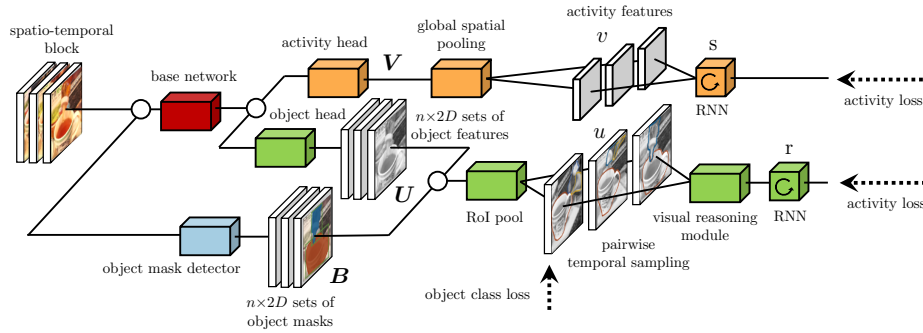 spatio-temporal
block
base network
activity head
V
global spatial
pooling
activity features
v
s
RNN
activity loss
object head
n×2D sets of
object features
U
RoI pool
u
pairwise
temporal sampling
visual reasoning
module
r
RNN
activity loss
object mask detector
B
n×2D sets of
object masks
object class loss